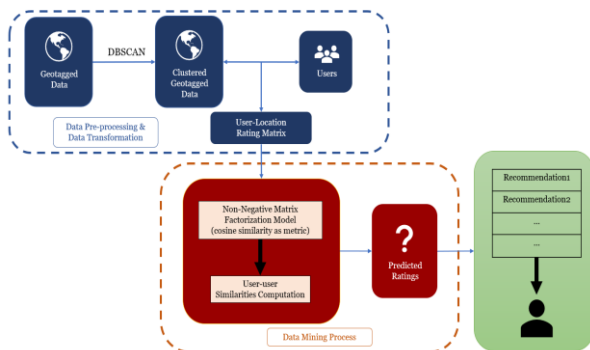 Geotagged
Data
DBSCAN
Clustered
Geotagged
Data
Users
Data Pre-processing &
Data Transformation
User-Location
Rating Matrix
Non-Negative Matrix
Factorization Model
(cosine similarity as metric)
User-user
Similarities Computation
?
Predicted
Ratings
Data Mining Process
Recommendation1
Recommendation2
...
...